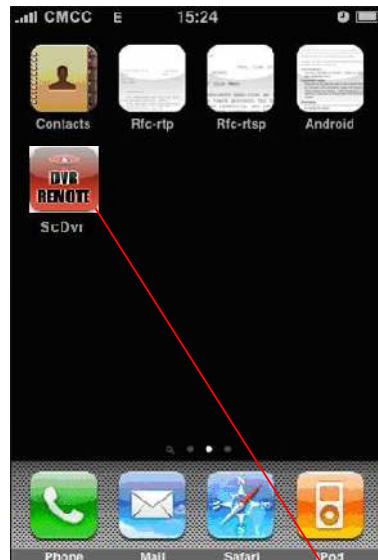 CMCC E 15:24
Contacts Rfc-rtp Rfc-rtsp Android
DVR
REMOTE
ScDvr
Phone Mail Safari iPod